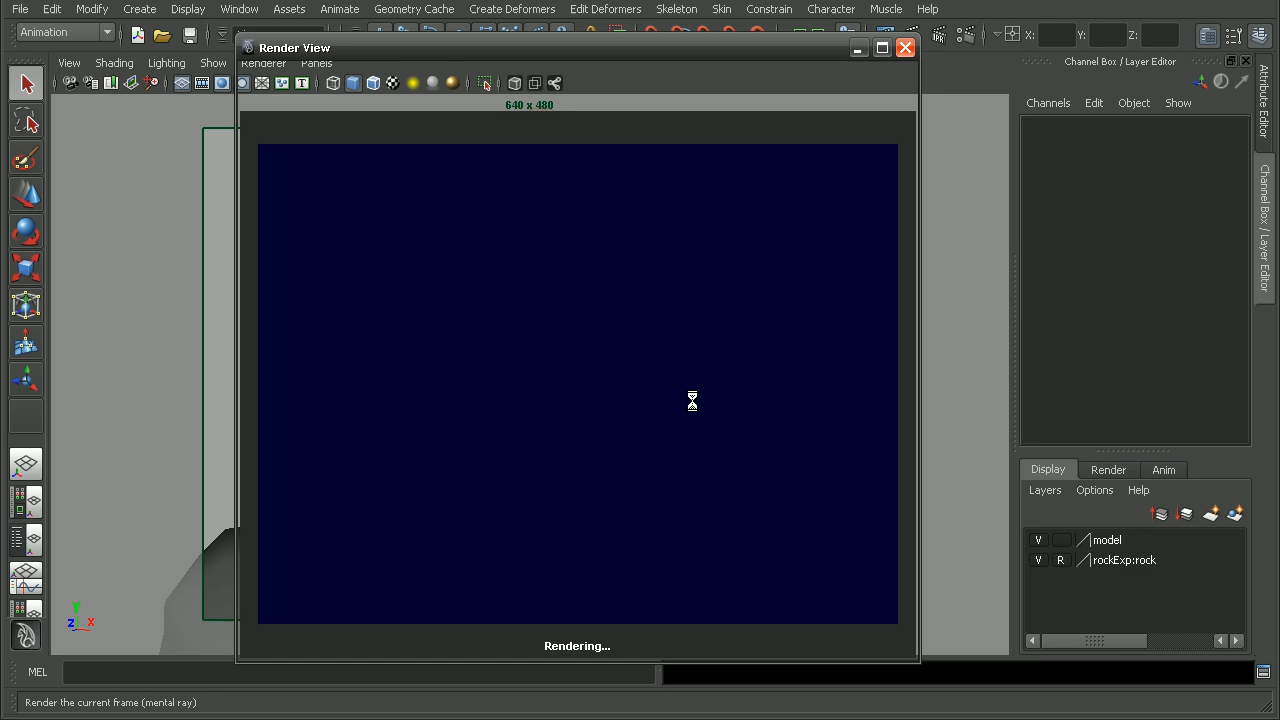 File Edit Modify Create Display Window Assets Animate Geometry Cache Create Deformers Edit Deformers Skeleton Skin Constrain Character Muscle Help
Animation
X: Y: Z:
Render View
View Shading Lighting Show Renderer Panels
640 x 480
Rendering...
Channel Box / Layer Editor
Channels Edit Object Show
Attribute Editor
Channel Box / Layer Editor
Display Render Anim
Layers Options Help
V model
V R rockExp:rock
y
z x
MEL
Render the current frame (mental ray)